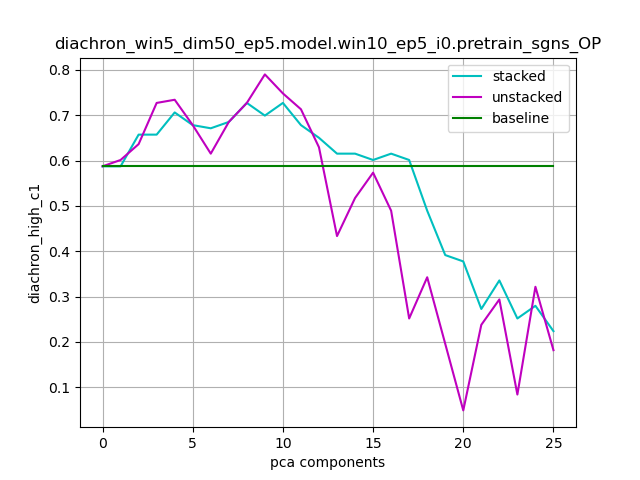 diachron_win5_dim50_ep5.model.win10_ep5_i0.pretrain_sgns_OP
stacked
unstacked
baseline
diachron_high_c1
0.8
0.7
0.6
0.5
0.4
0.3
0.2
0.1
0 5 10 15 20 25
pca components